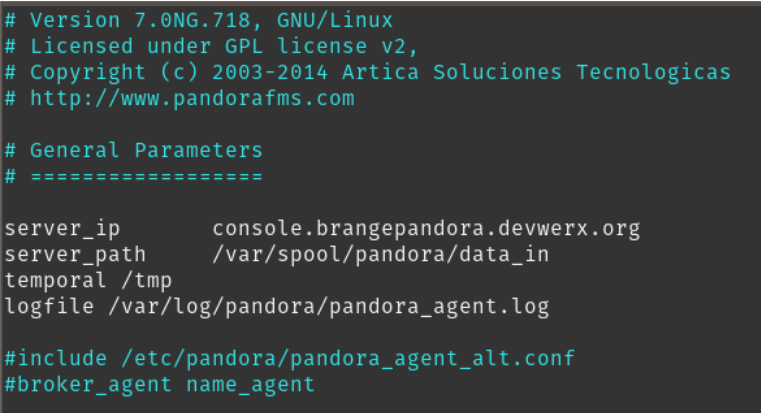 # Version 7.0NG.718, GNU/Linux
# Licensed under GPL license v2,
# Copyright (c) 2003-2014 Artica Soluciones Tecnologicas
# http://www.pandorafms.com
# General Parameters
# ==================
server_ip       console.brangepandora.devwerx.org
server_path     /var/spool/pandora/data_in
temporal /tmp
logfile /var/log/pandora/pandora_agent.log
#include /etc/pandora/pandora_agent_alt.conf
#broker_agent name_agent